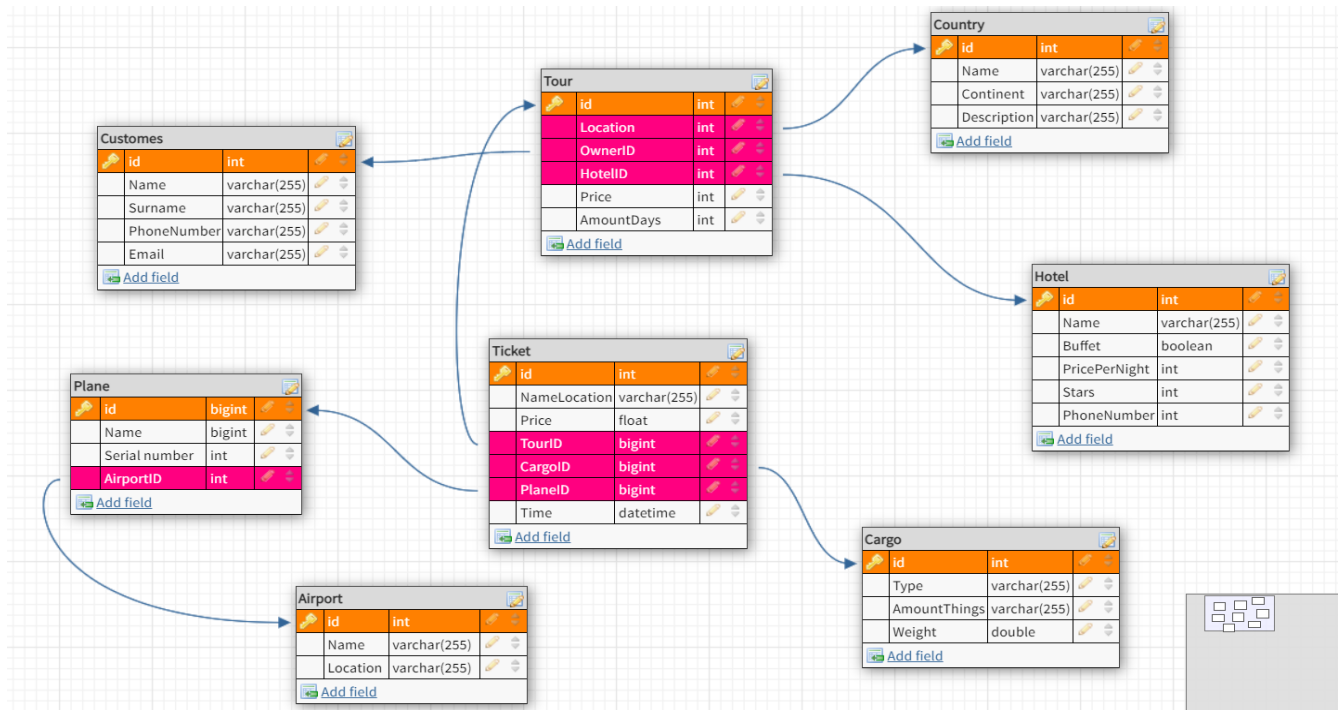 Country
id int
Name varchar(255)
Continent varchar(255)
Description varchar(255)
Add field
Tour
id int
Location int
OwnerID int
HotelID int
Price int
AmountDays int
Add field
Customes
id int
Name varchar(255)
Surname varchar(255)
PhoneNumber varchar(255)
Email varchar(255)
Add field
Hotel
id int
Name varchar(255)
Buffet boolean
PricePerNight int
Stars int
PhoneNumber int
Add field
Ticket
id int
NameLocation varchar(255)
Price float
TourID bigint
CargoID bigint
PlaneID bigint
Time datetime
Add field
Plane
id bigint
Name bigint
Serial number int
AirportID int
Add field
Cargo
id int
Type varchar(255)
AmountThings varchar(255)
Weight double
Add field
Airport
id int
Name varchar(255)
Location varchar(255)
Add field